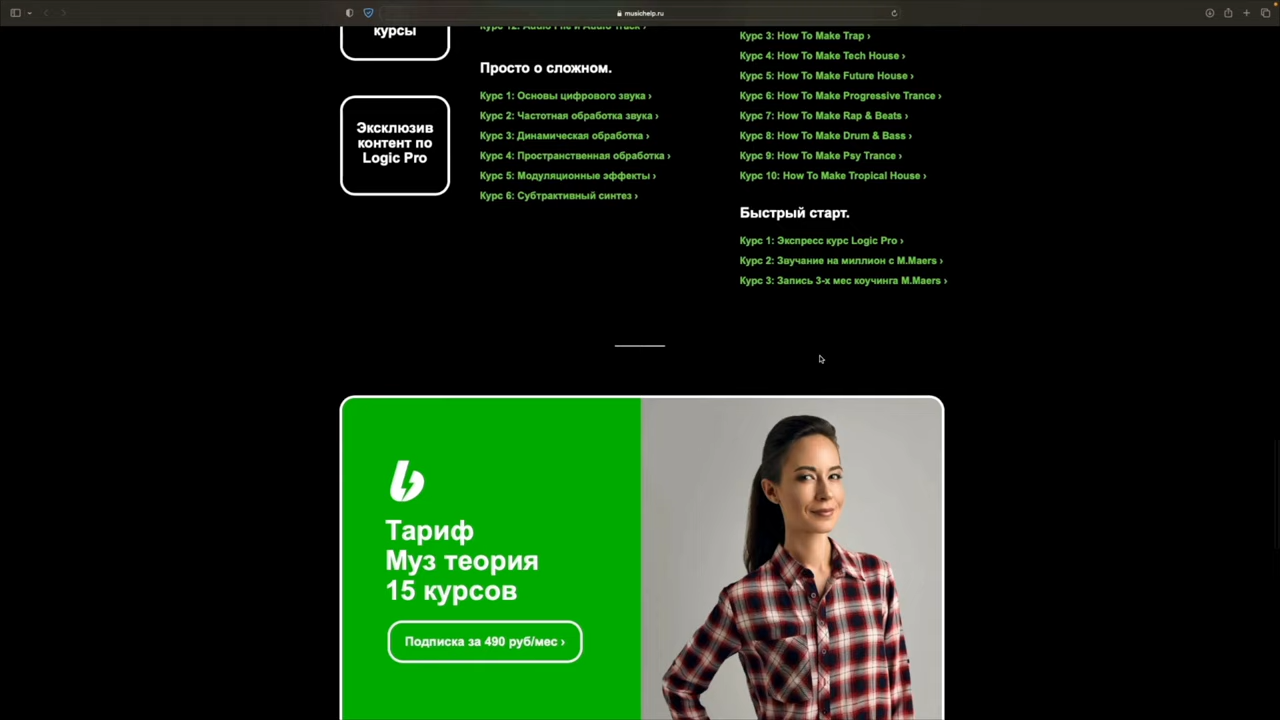 musichelp.ru
курсы
Эксклюзив
контент по
Logic Pro
Курс 12: Audio File и Audio Track ›
Просто о сложном.
Курс 1: Основы цифрового звука ›
Курс 2: Частотная обработка звука ›
Курс 3: Динамическая обработка ›
Курс 4: Пространственная обработка ›
Курс 5: Модуляционные эффекты ›
Курс 6: Субтрактивный синтез ›
Курс 3: How To Make Trap ›
Курс 4: How To Make Tech House ›
Курс 5: How To Make Future House ›
Курс 6: How To Make Progressive Trance ›
Курс 7: How To Make Rap & Beats ›
Курс 8: How To Make Drum & Bass ›
Курс 9: How To Make Psy Trance ›
Курс 10: How To Make Tropical House ›
Быстрый старт.
Курс 1: Экспресс курс Logic Pro ›
Курс 2: Звучание на миллион с M.Maers ›
Курс 3: Запись 3-х мес коучинга M.Maers ›
Тариф
Муз теория
15 курсов
Подписка за 490 руб/мес ›